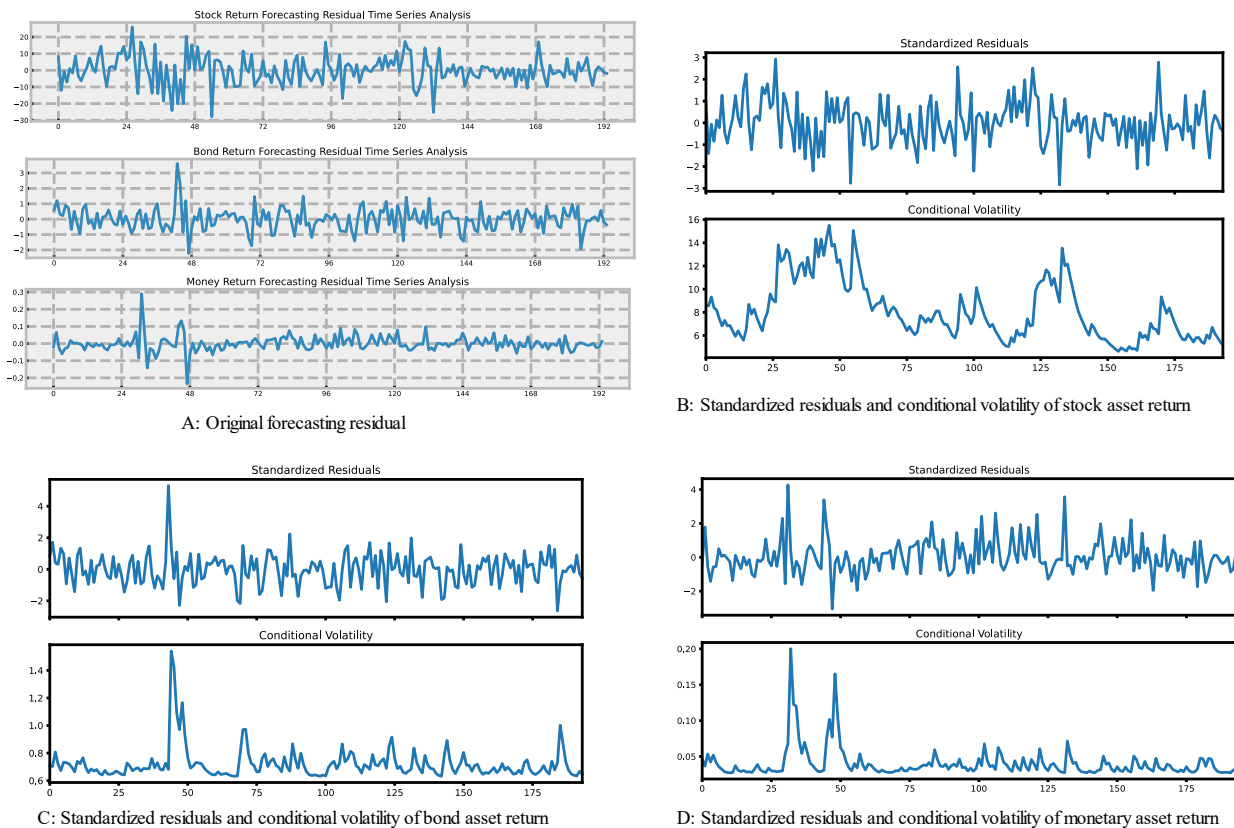 Stock Return Forecasting Residual Time Series Analysis
20
10
0
−10
−20
−30
0 24 48 72 96 120 144 168 192
Bond Return Forecasting Residual Time Series Analysis
3
2
1
0
−1
−2
0 24 48 72 96 120 144 168 192
Money Return Forecasting Residual Time Series Analysis
0.3
0.2
0.1
0.0
−0.1
−0.2
0 24 48 72 96 120 144 168 192
A: Original forecasting residual
Standardized Residuals
3
2
1
0
−1
−2
−3
Conditional Volatility
16
14
12
10
8
6
0 25 50 75 100 125 150 175
B: Standardized residuals and conditional volatility of stock asset return
Standardized Residuals
4
2
0
−2
Conditional Volatility
1.4
1.2
1.0
0.8
0.6
0 25 50 75 100 125 150 175
C: Standardized residuals and conditional volatility of bond asset return
Standardized Residuals
4
2
0
−2
Conditional Volatility
0.20
0.15
0.10
0.05
0 25 50 75 100 125 150 175
D: Standardized residuals and conditional volatility of monetary asset return